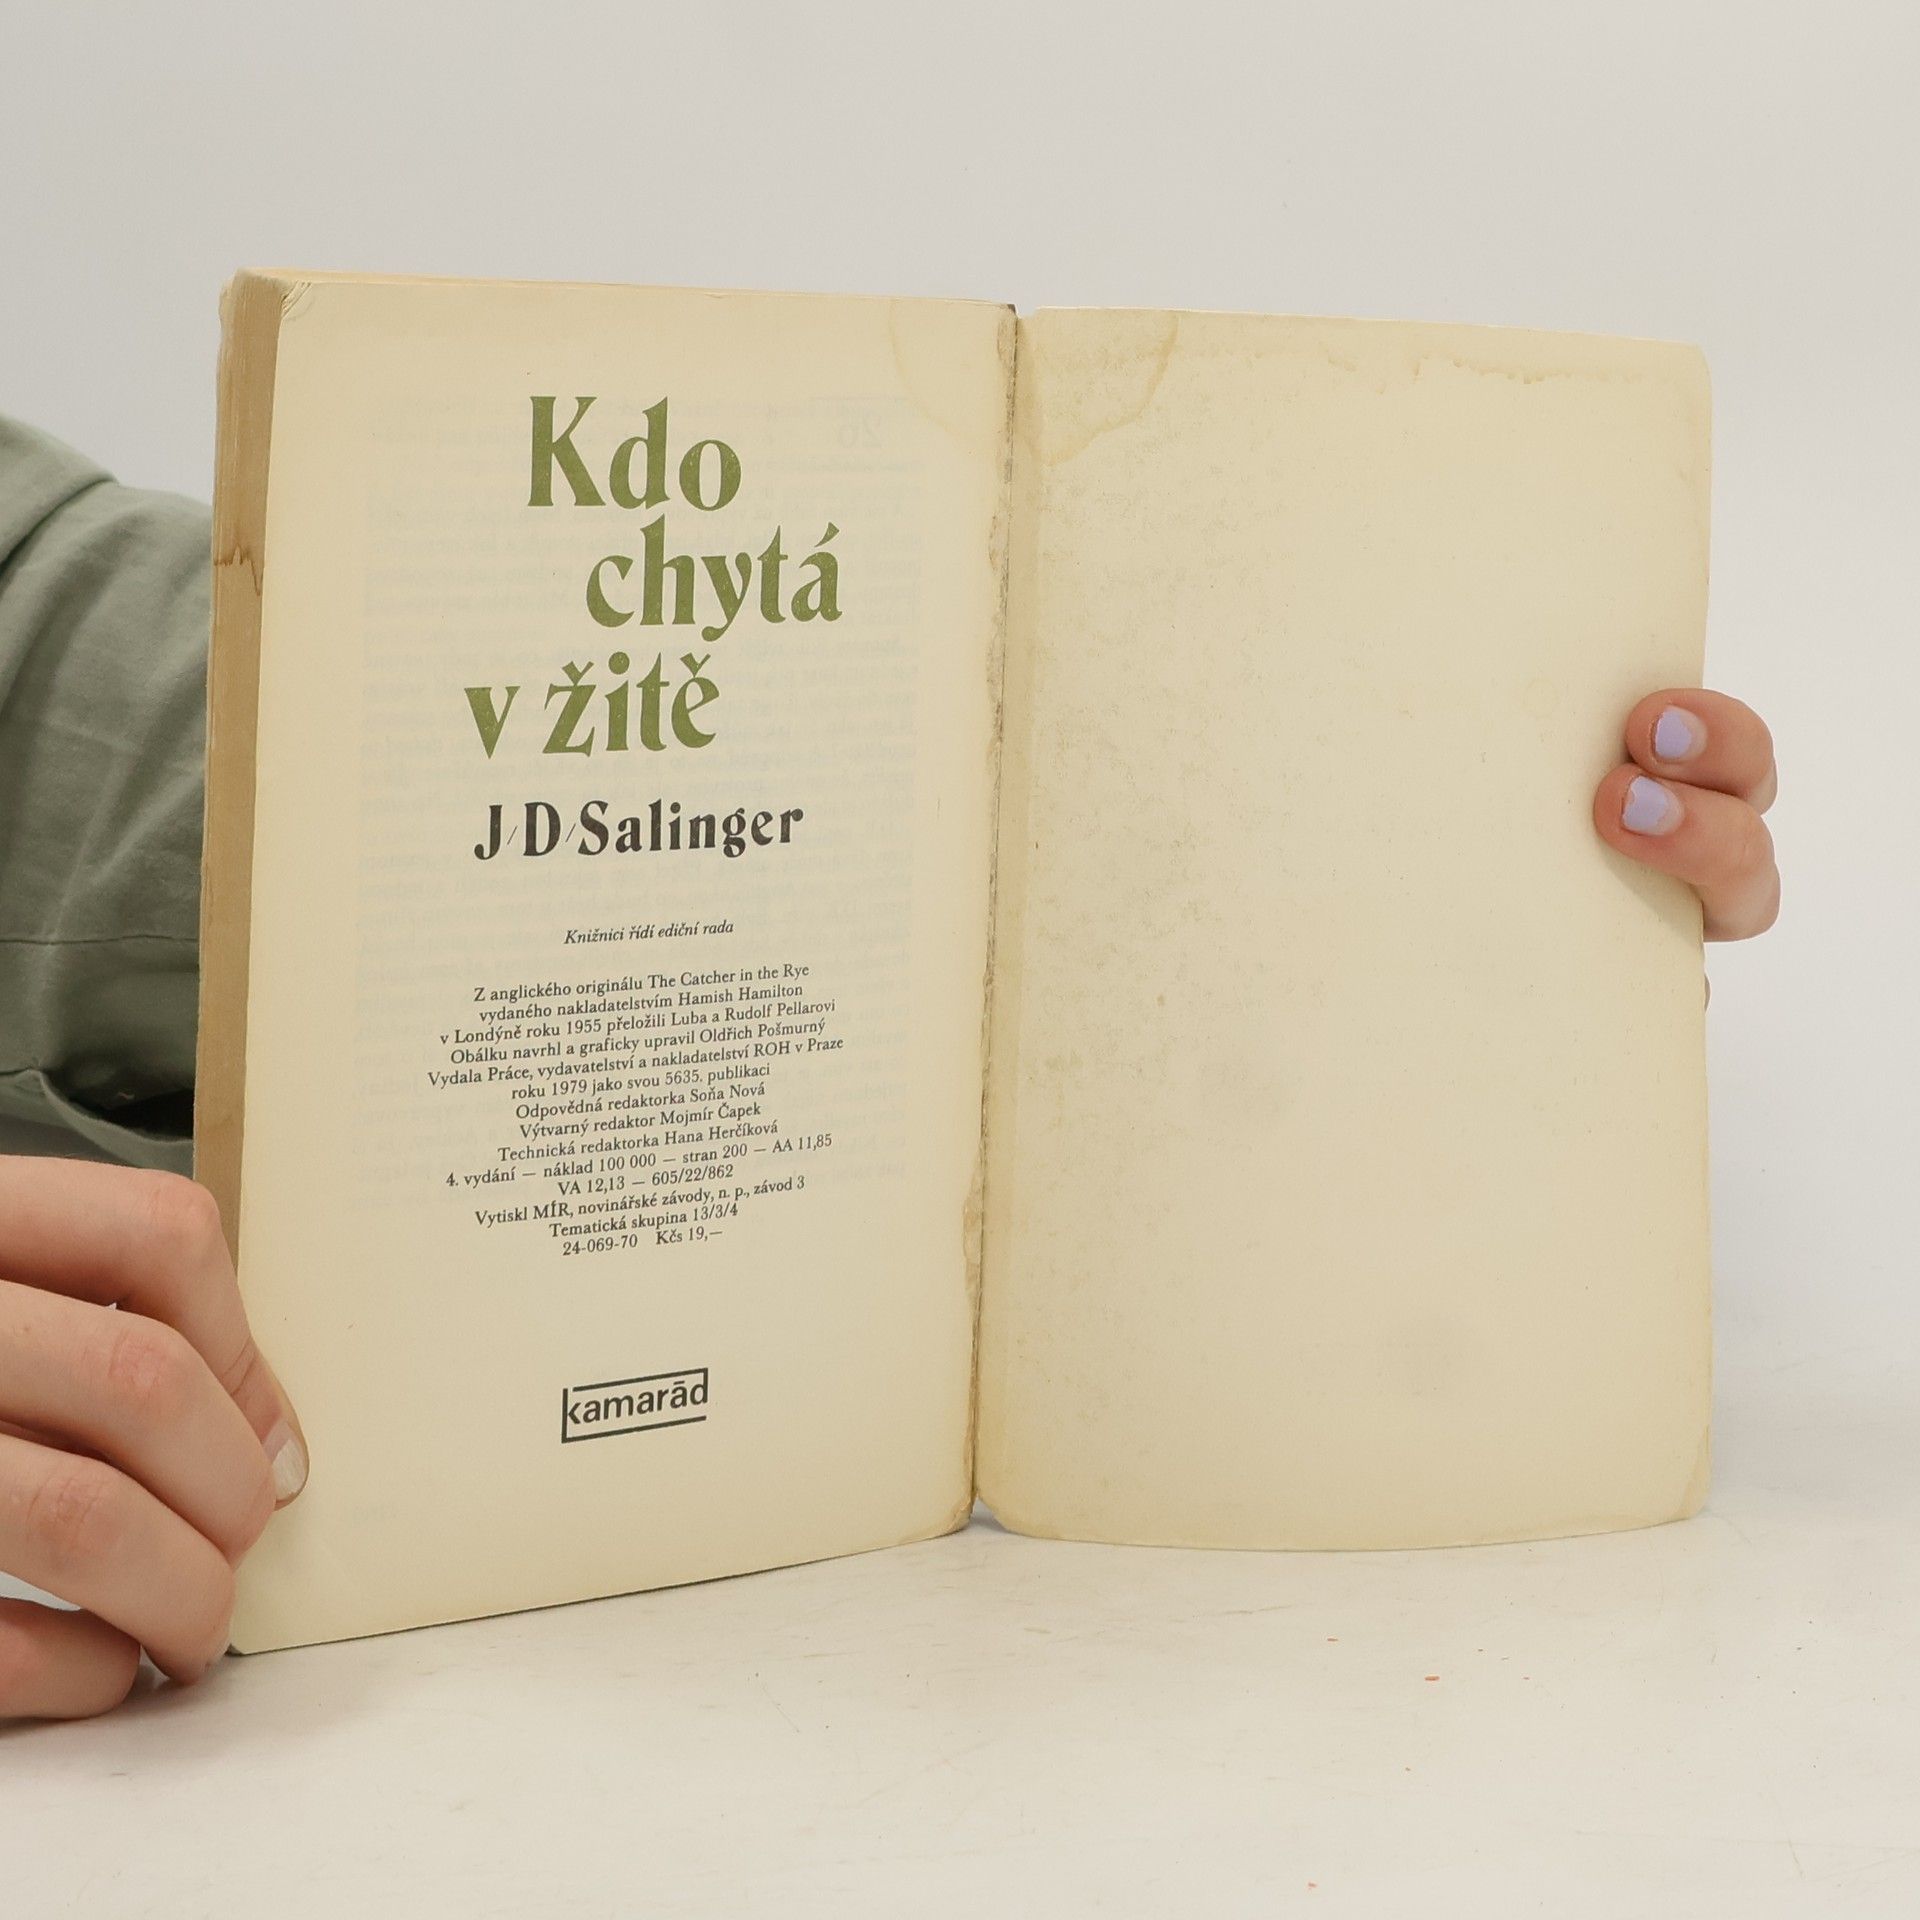 Kdo
chytá
v žitě
J/D/Salinger
Knižnici řídí ediční rada
Z anglického originálu The Catcher in the Rye
vydaného nakladatelstvím Hamish Hamilton
v Londýně roku 1955 přeložili Luba a Rudolf Pellarovi
Obálku navrhl a graficky upravil Oldřich Pošmurný
Vydala Práce, vydavatelství a nakladatelství ROH v Praze
roku 1979 jako svou 5635. publikaci
Odpovědná redaktorka Soňa Nová
Výtvarný redaktor Mojmír Čapek
Technická redaktorka Hana Herčíková
4. vydání — náklad 100 000 — stran 200 — AA 11,85
VA 12,13 — 605/22/862
Vytiskl MÍR, novinářské závody, n. p., závod 3
Tematická skupina 13/3/4
24-069-70 Kčs 19,—
kamarád